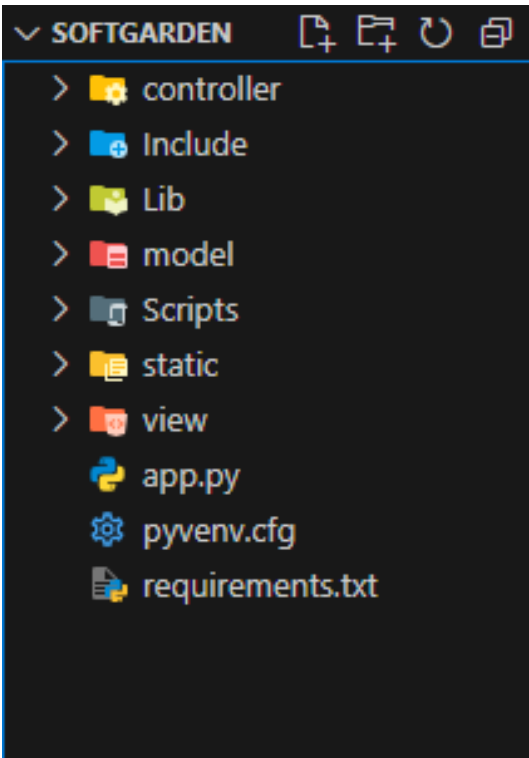 SOFTGARDEN
controller
Include
Lib
model
Scripts
static
view
app.py
pyvenv.cfg
requirements.txt